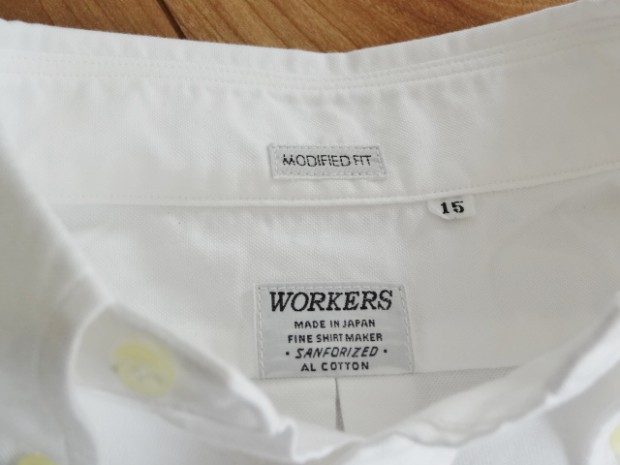 MODIFIED FIT
15
WORKERS
MADE IN JAPAN
FINE SHIRT MAKER
• SANFORIZED •
AL COTTON